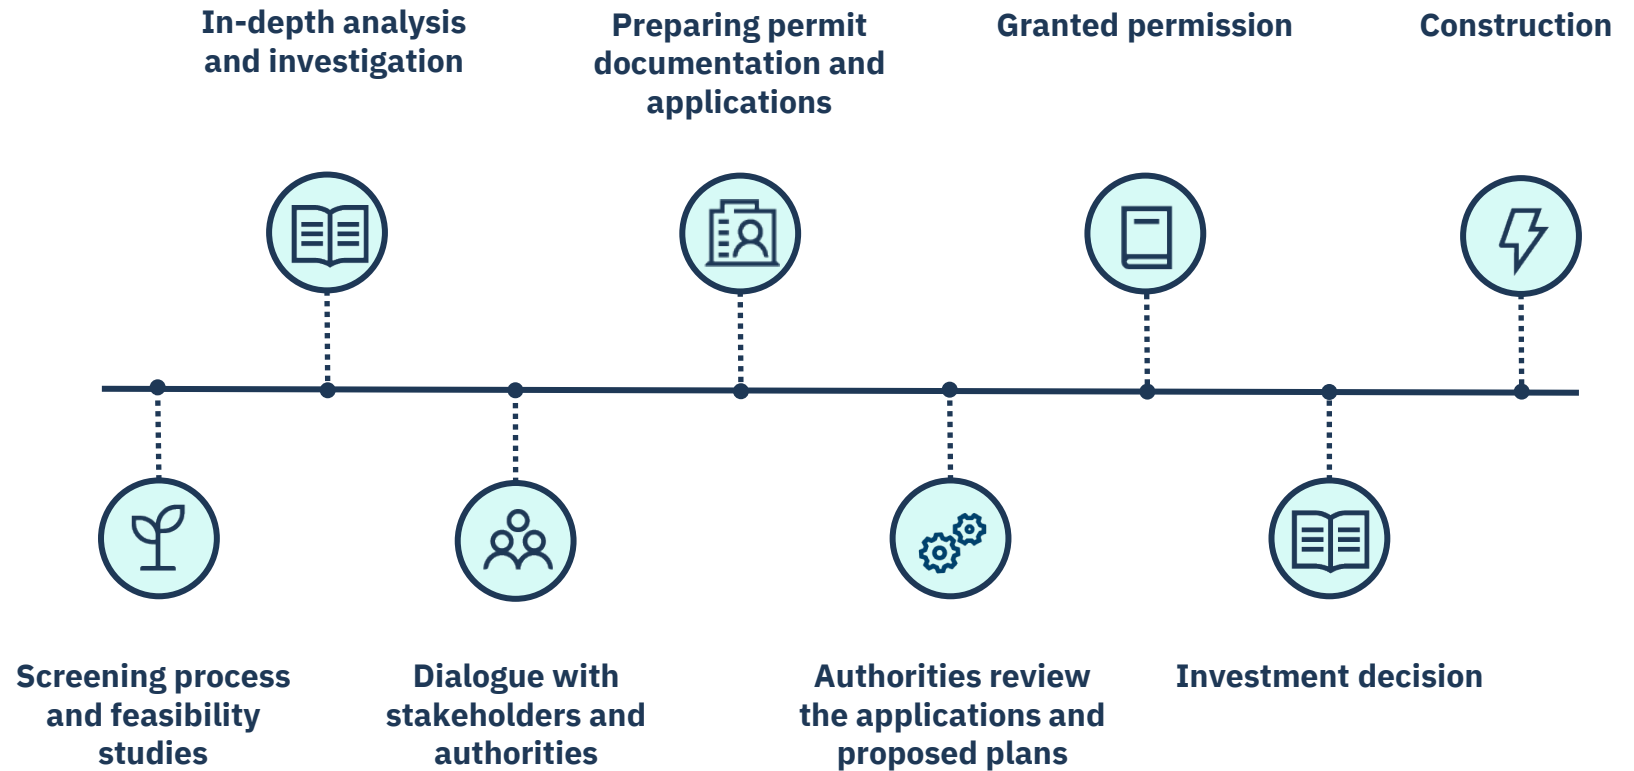 In-depth analysis
and investigation
Preparing permit
documentation and
applications
Granted permission
Construction
Screening process
and feasibility
studies
Dialogue with
stakeholders and
authorities
Authorities review
the applications and
proposed plans
Investment decision